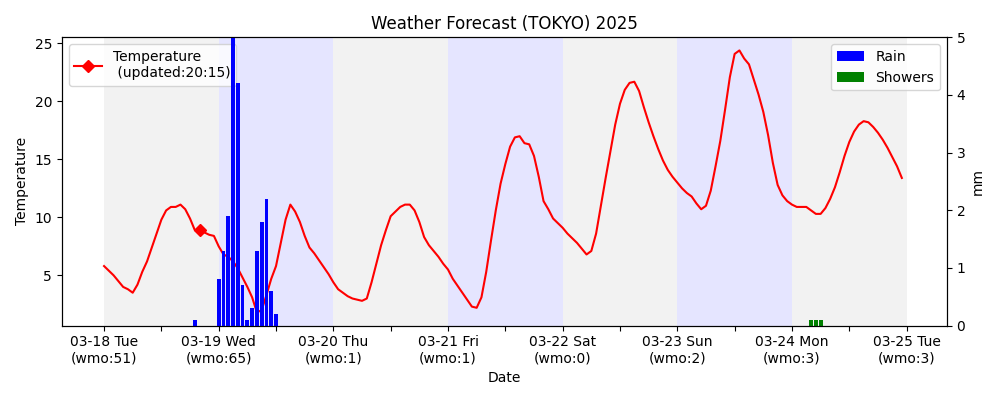 Weather Forecast (TOKYO) 2025
Temperature
(updated:20:15)
Rain
Showers
25
20
15
10
5
Temperature
5
4
3
2
1
0
mm
03-18 Tue
(wmo:51)
03-19 Wed
(wmo:65)
03-20 Thu
(wmo:1)
03-21 Fri
(wmo:1)
03-22 Sat
(wmo:0)
03-23 Sun
(wmo:2)
03-24 Mon
(wmo:3)
03-25 Tue
(wmo:3)
Date